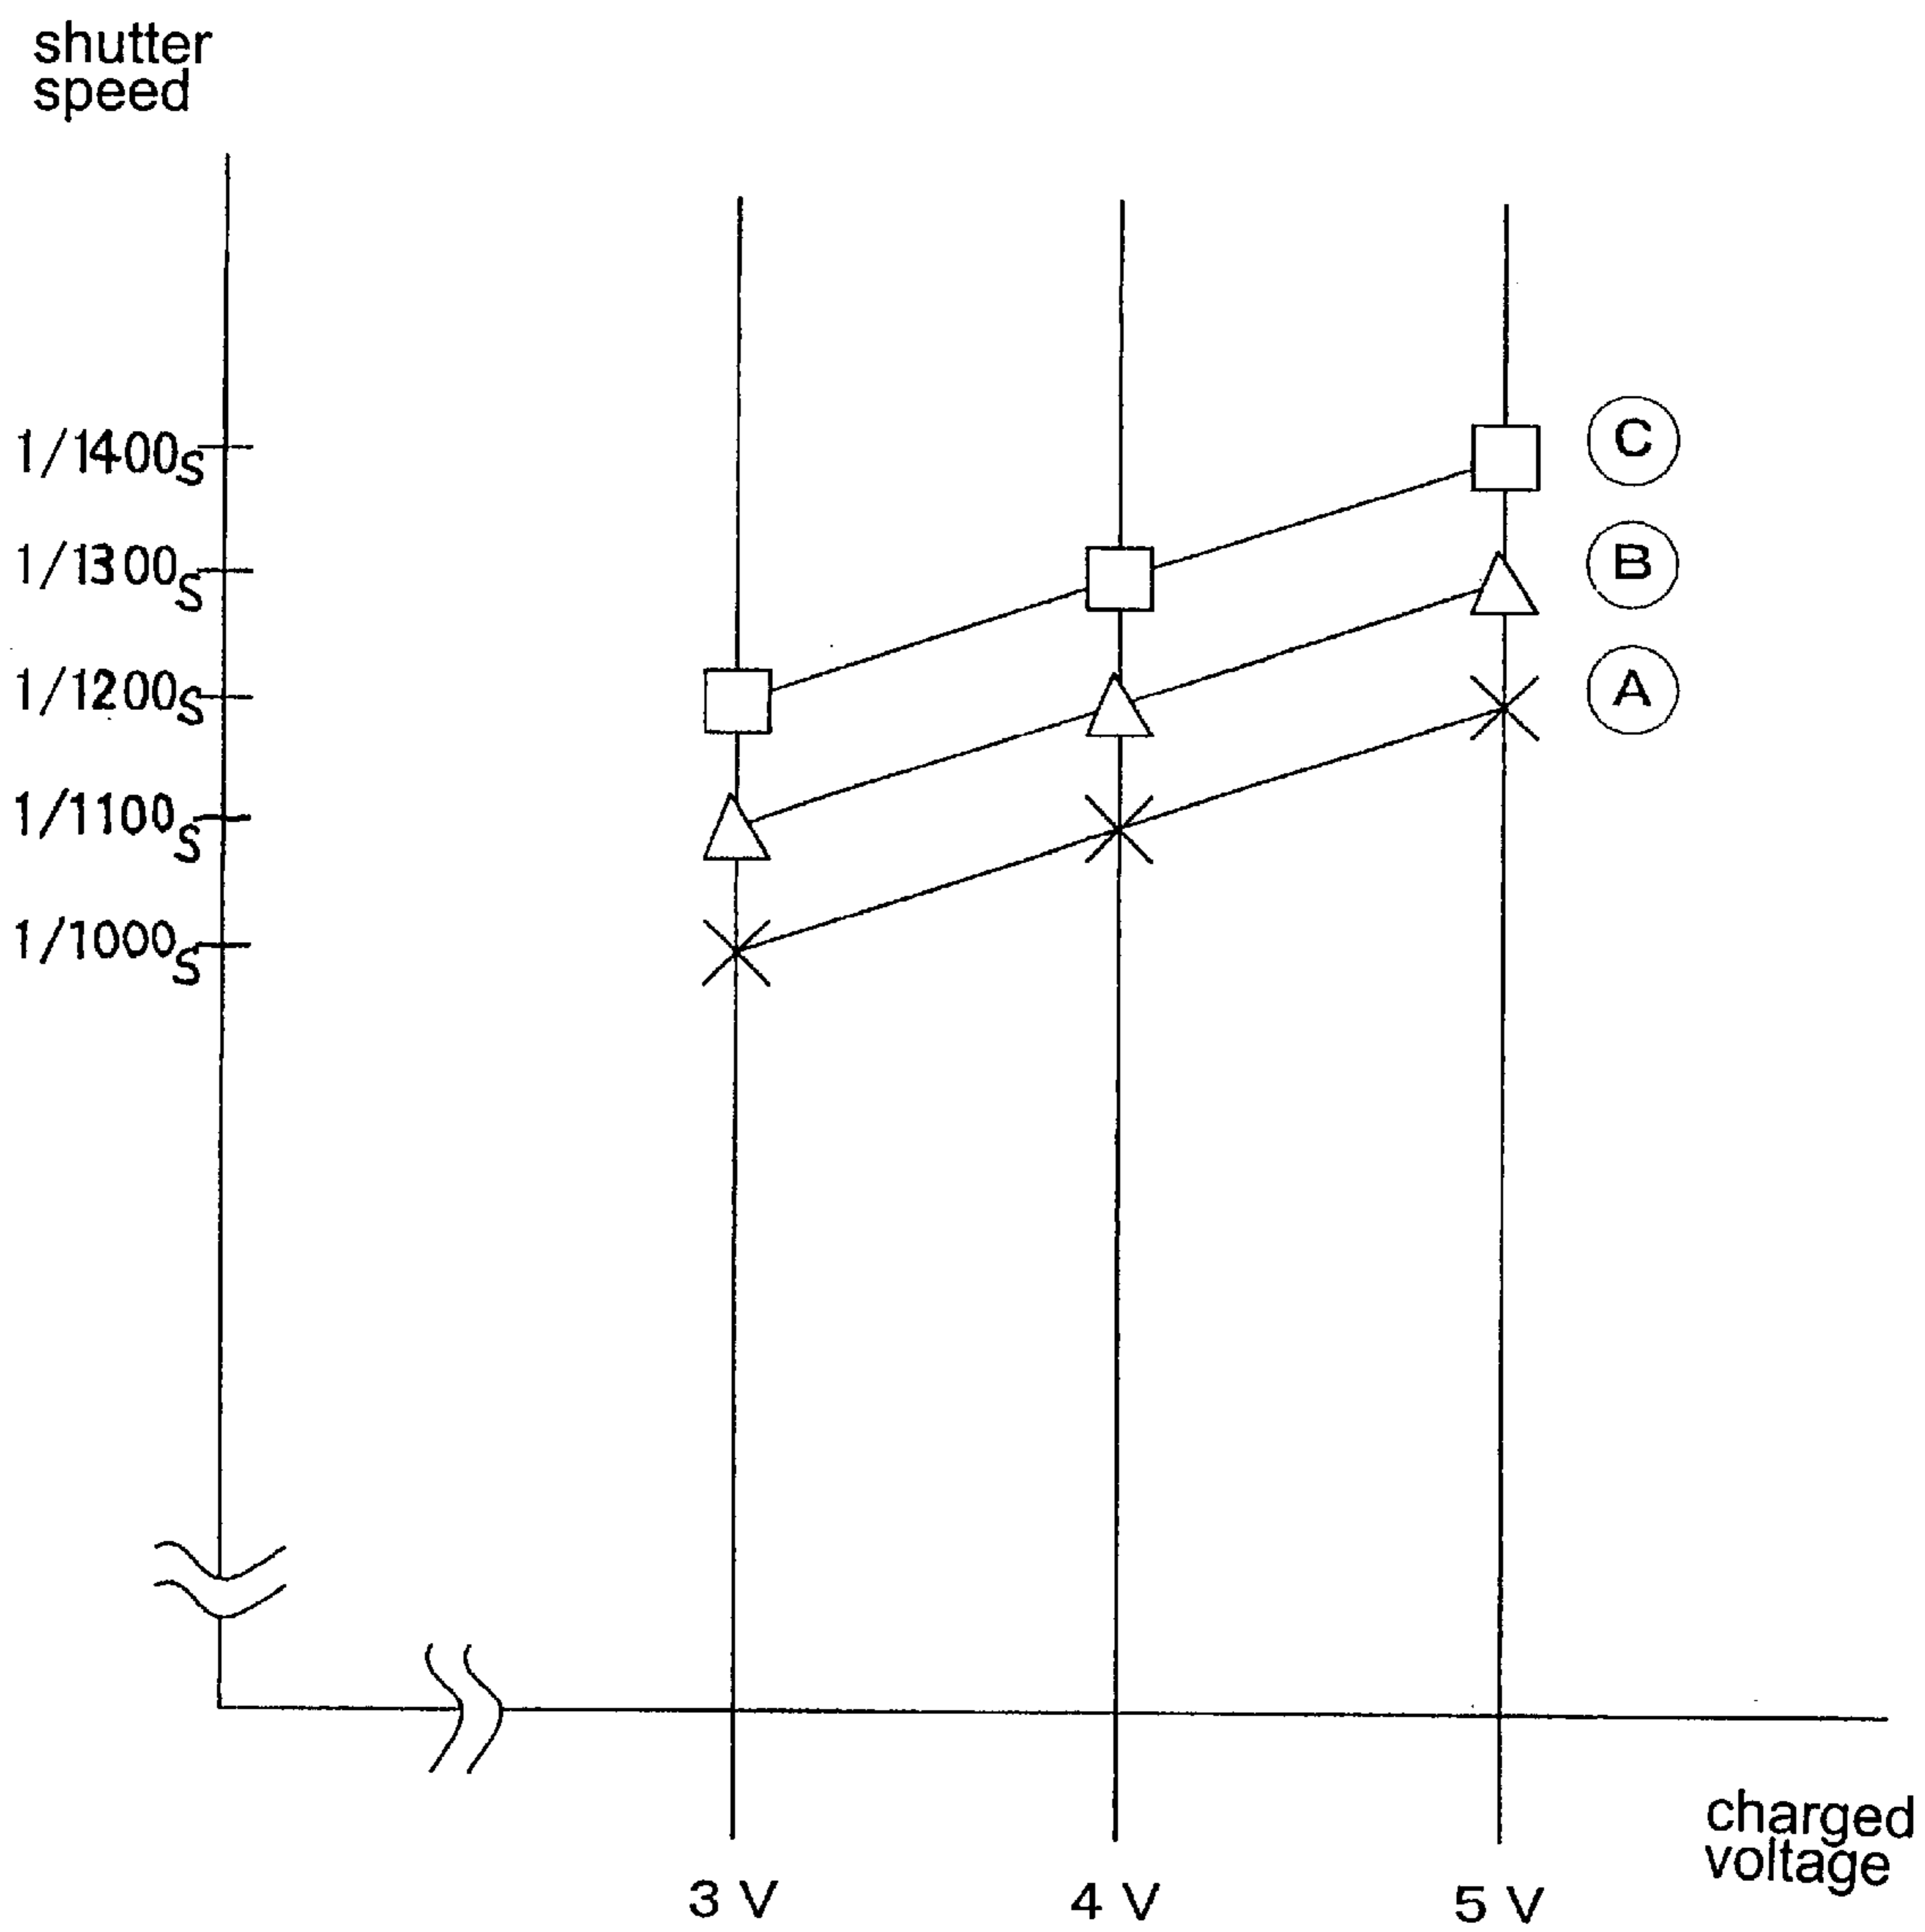 shutter
speed
1/1400s
C
1/1300s
B
1/1200s
A
1/1100s
1/1000s
charged
voltage
3 V
4 V
5 V